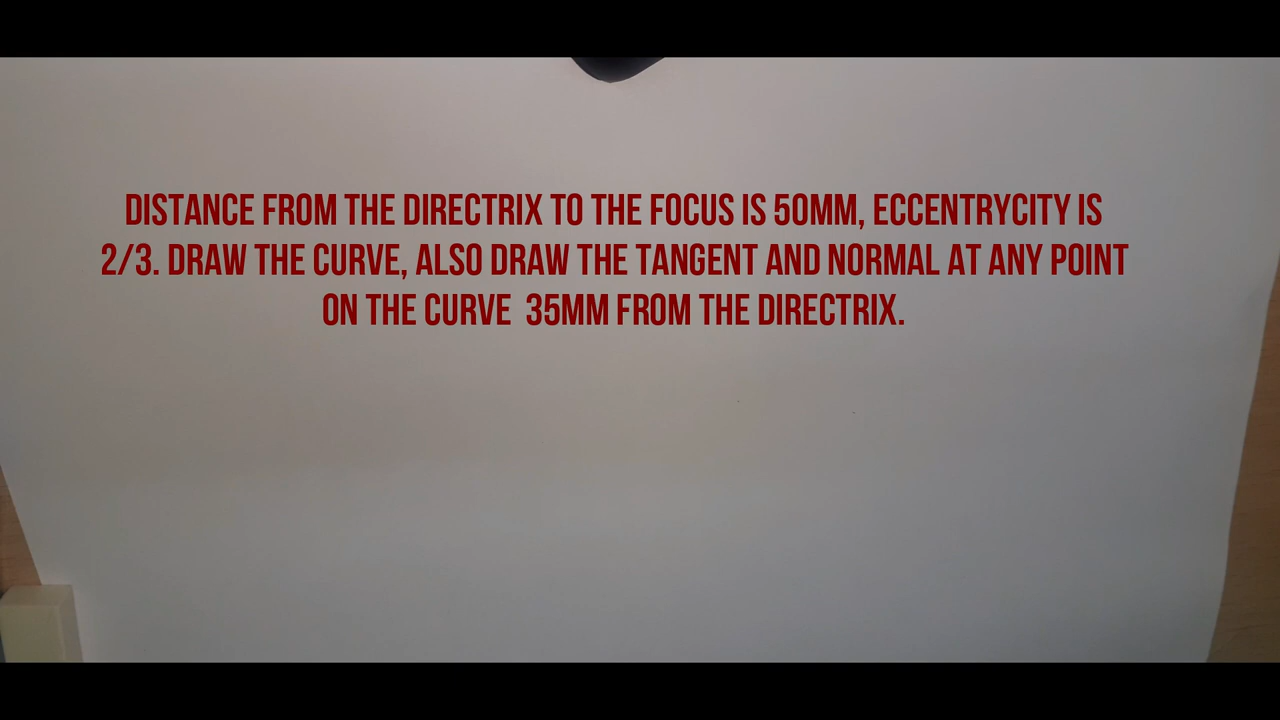 DISTANCE FROM THE DIRECTRIX TO THE FOCUS IS 50MM, ECCENTRYCITY IS
2/3. DRAW THE CURVE, ALSO DRAW THE TANGENT AND NORMAL AT ANY POINT
ON THE CURVE 35MM FROM THE DIRECTRIX.